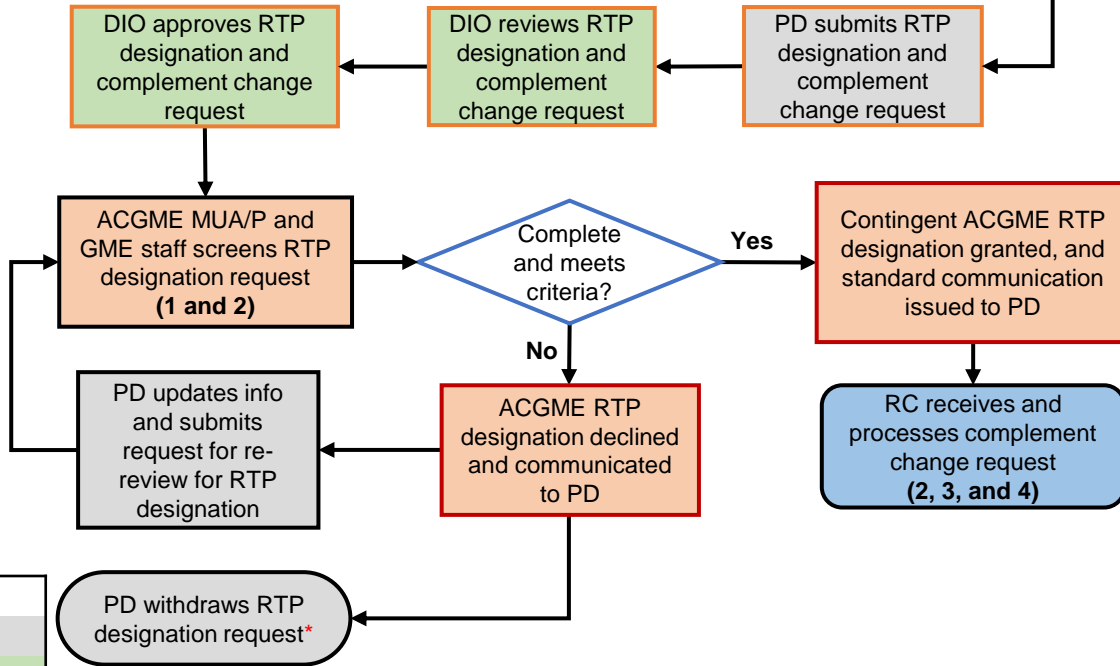 DIO approves RTP
designation and
complement change
request
DIO reviews RTP
designation and
complement
change request
PD submits RTP
designation and
complement
change request
ACGME MUA/P and
GME staff screens RTP
designation request
(1 and 2)
Complete
and meets
criteria?
Yes
Contingent ACGME RTP
designation granted, and
standard communication
issued to PD
No
PD updates info
and submits
request for re-
review for RTP
designation
ACGME RTP
designation declined
and communicated
to PD
RC receives and
processes complement
change request
(2, 3, and 4)
PD withdraws RTP
designation request*